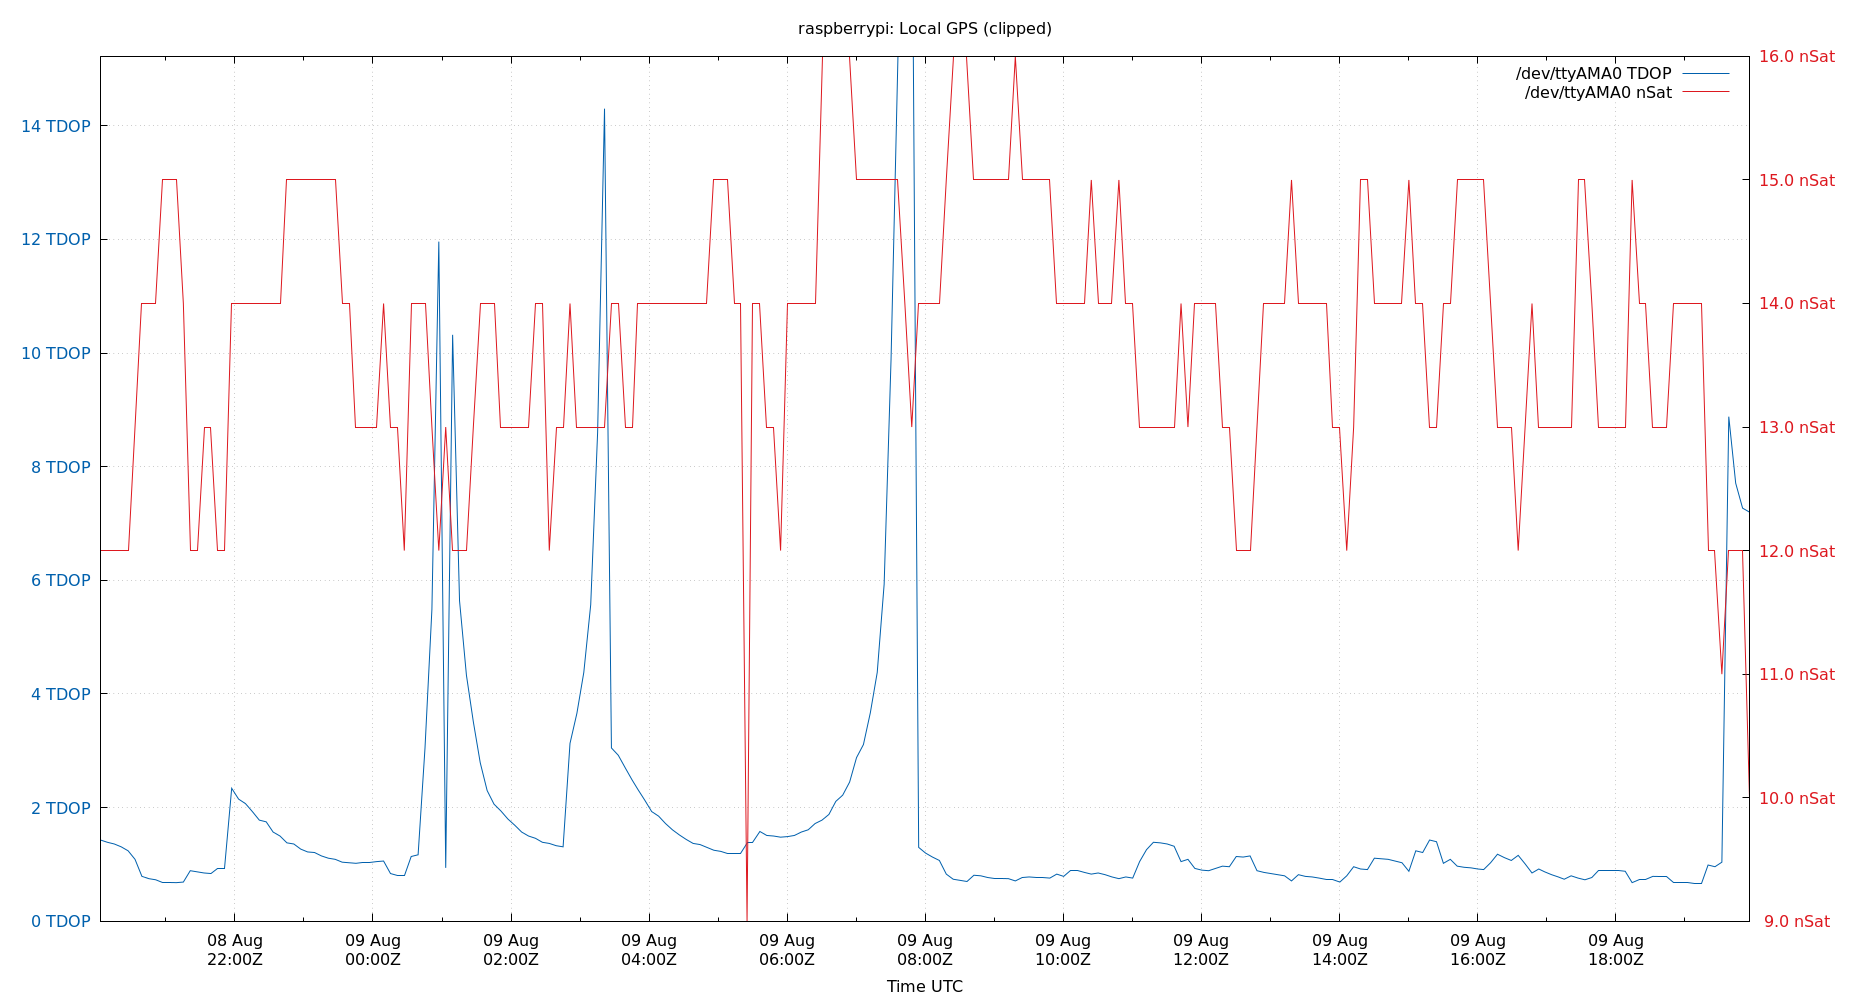 raspberrypi: Local GPS (clipped)
/dev/ttyAMA0 TDOP
/dev/ttyAMA0 nSat
14 TDOP
12 TDOP
10 TDOP
8 TDOP
6 TDOP
4 TDOP
2 TDOP
0 TDOP
16.0 nSat
15.0 nSat
14.0 nSat
13.0 nSat
12.0 nSat
11.0 nSat
10.0 nSat
9.0 nSat
08 Aug
22:00Z
09 Aug
00:00Z
09 Aug
02:00Z
09 Aug
04:00Z
09 Aug
06:00Z
09 Aug
08:00Z
09 Aug
10:00Z
09 Aug
12:00Z
09 Aug
14:00Z
09 Aug
16:00Z
09 Aug
18:00Z
Time UTC